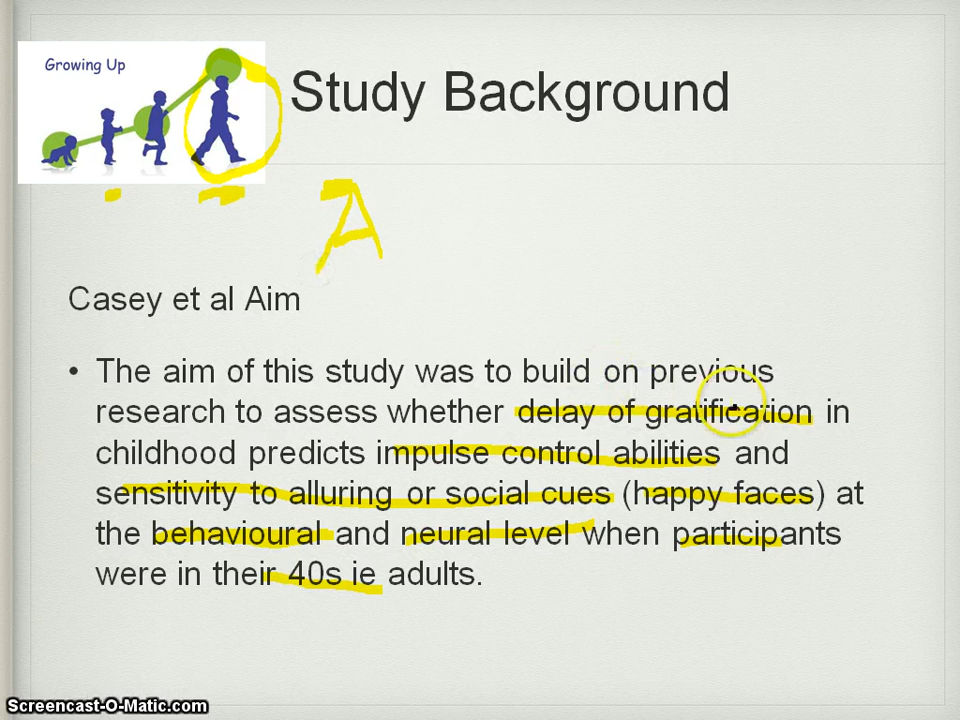 Growing Up
Study Background
A
Casey et al Aim
• The aim of this study was to build on previous
research to assess whether delay of gratification in
childhood predicts impulse control abilities and
sensitivity to alluring or social cues (happy faces) at
the behavioural and neural level when participants
were in their 40s ie adults.
Screencast-O-Matic.com